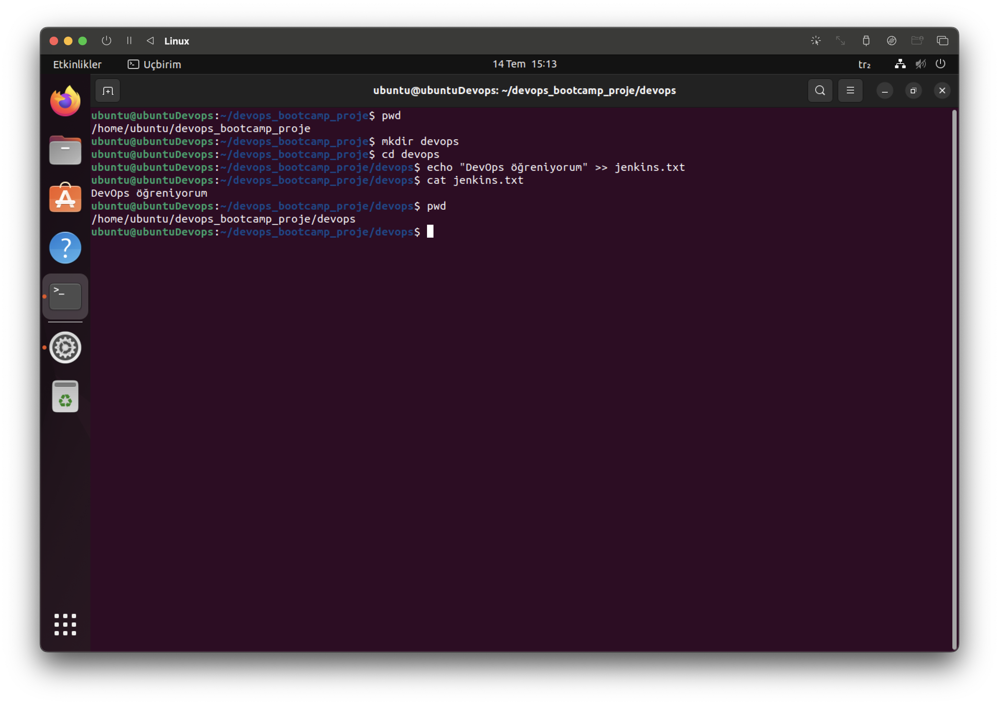 Linux
Etkinlikler
Uçbirim
14 Tem 15:13
tr₂
ubuntu@ubuntuDevops: ~/devops_bootcamp_proje/devops
ubuntu@ubuntuDevops:~/devops_bootcamp_proje$ pwd
/home/ubuntu/devops_bootcamp_proje
ubuntu@ubuntuDevops:~/devops_bootcamp_proje$ mkdir devops
ubuntu@ubuntuDevops:~/devops_bootcamp_proje$ cd devops
ubuntu@ubuntuDevops:~/devops_bootcamp_proje/devops$ echo "DevOps öğreniyorum" >> jenkins.txt
ubuntu@ubuntuDevops:~/devops_bootcamp_proje/devops$ cat jenkins.txt
DevOps öğreniyorum
ubuntu@ubuntuDevops:~/devops_bootcamp_proje/devops$ pwd
/home/ubuntu/devops_bootcamp_proje/devops
ubuntu@ubuntuDevops:~/devops_bootcamp_proje/devops$